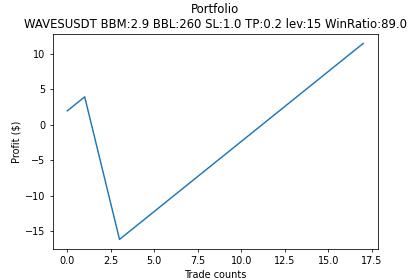 Portfolio
WAVESUSDT BBM:2.9 BBL:260 SL:1.0 TP:0.2 lev:15 WinRatio:89.0
10
5
0
−5
−10
−15
Profit ($)
0.0 2.5 5.0 7.5 10.0 12.5 15.0 17.5
Trade counts